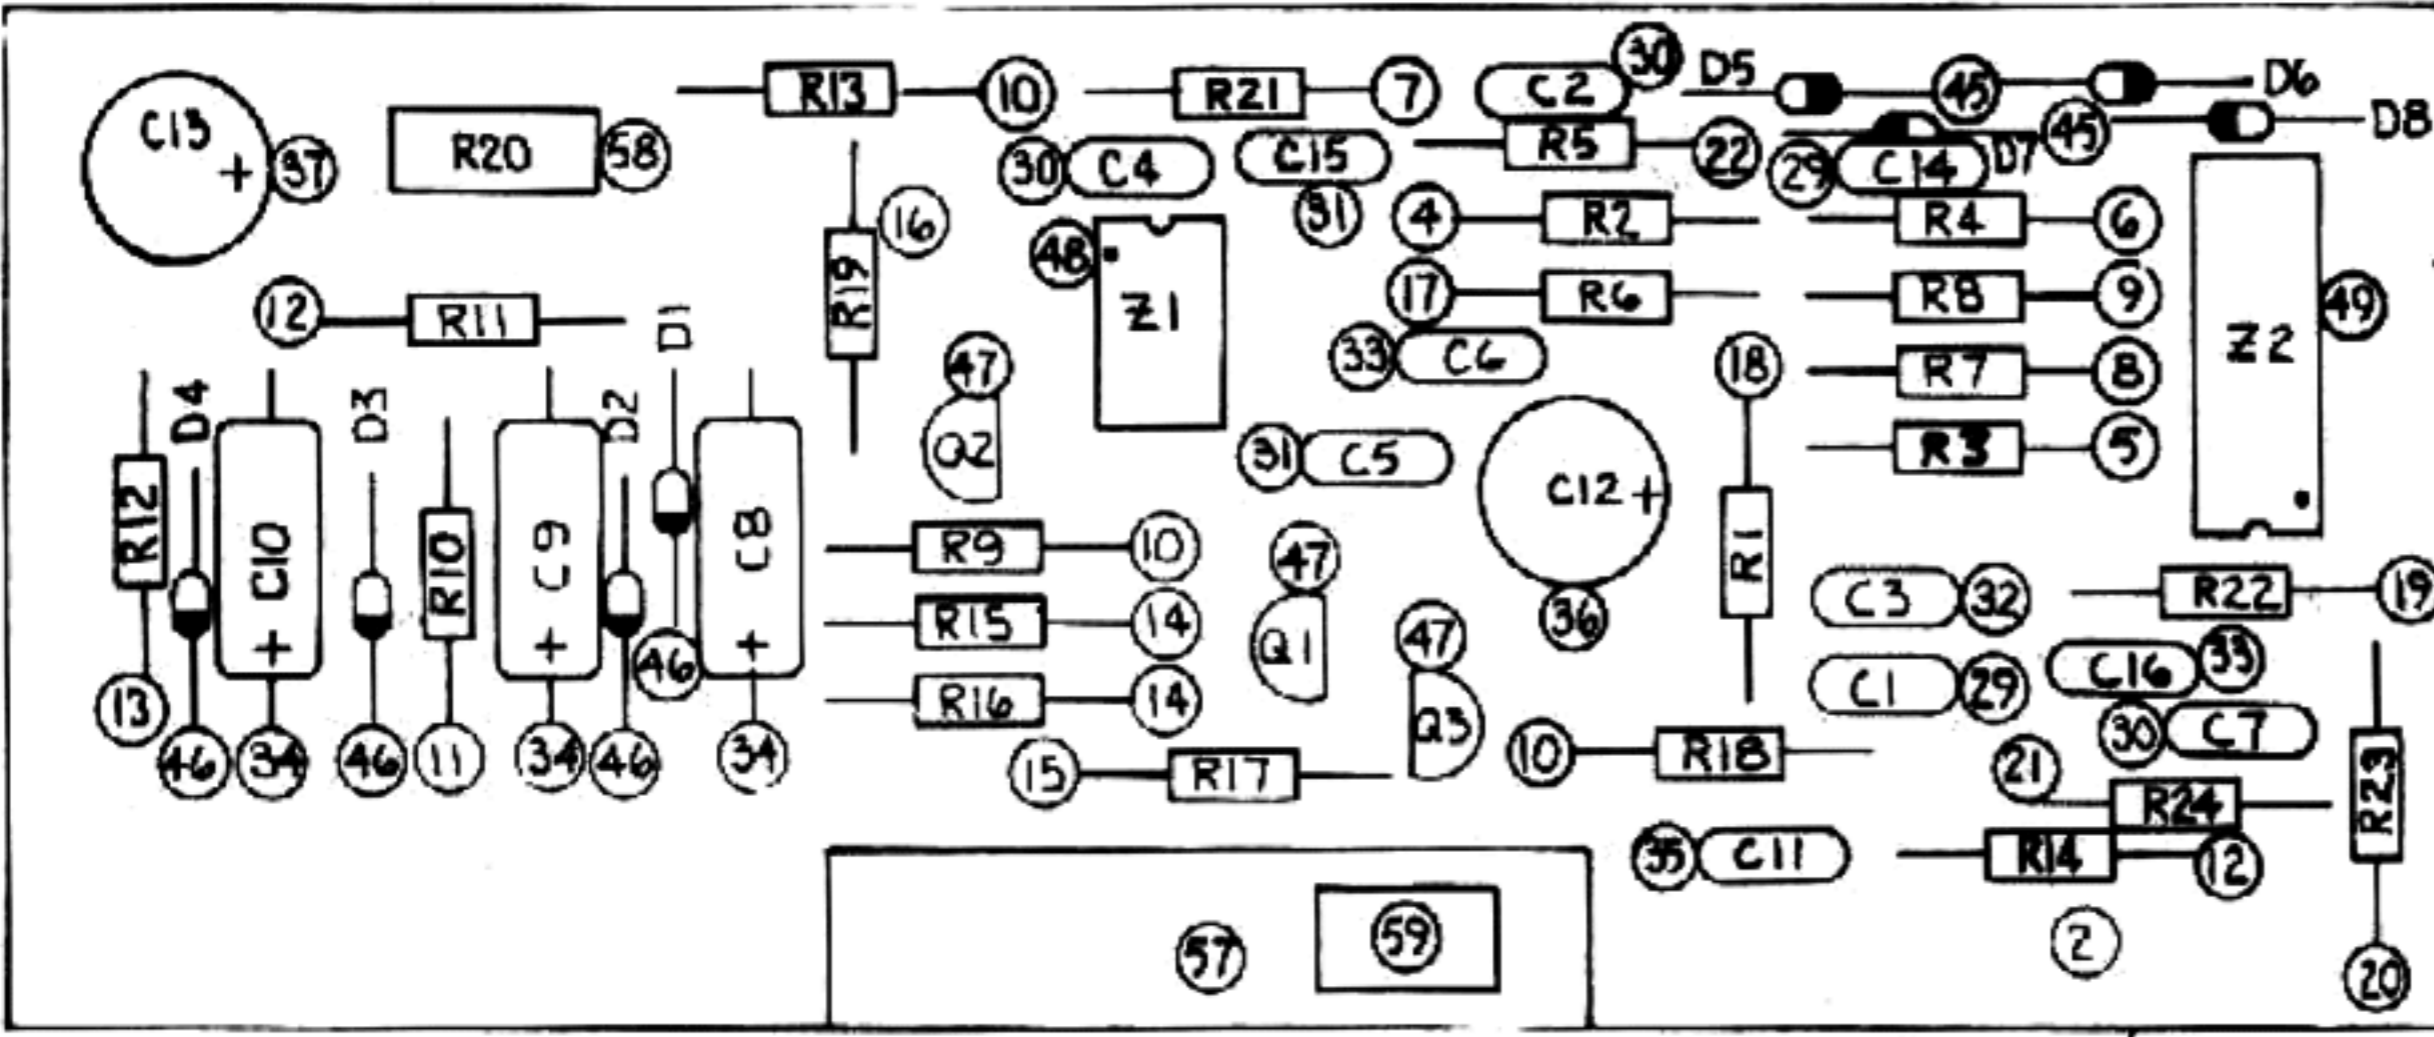 C13 + 37
R20 58
R13 10
R21 7
C2 30
D5 45 D6
45 D8
R5 22
29 C14 D7
30 C4
C15 31
R19 16
48 Z1
4 R2
R4 6
17 R6
R8 9
Z2 49
12 R11
D1
33 C6
18 R1
R7 8
R3 5
D4
D3
D2
47 Q2
31 C5
C12 + 36
R12 13
46
C10 + 34
46
R10 11
C9 + 34
46
46
C8 + 34
R9 10
R15 14
R16 14
47 Q1
47 Q3
C3 32
R22 19
C1 29
C16 33
30 C7
15 R17
10 R18
21 R24
R23 20
35 C11
R14 12
57
59
2